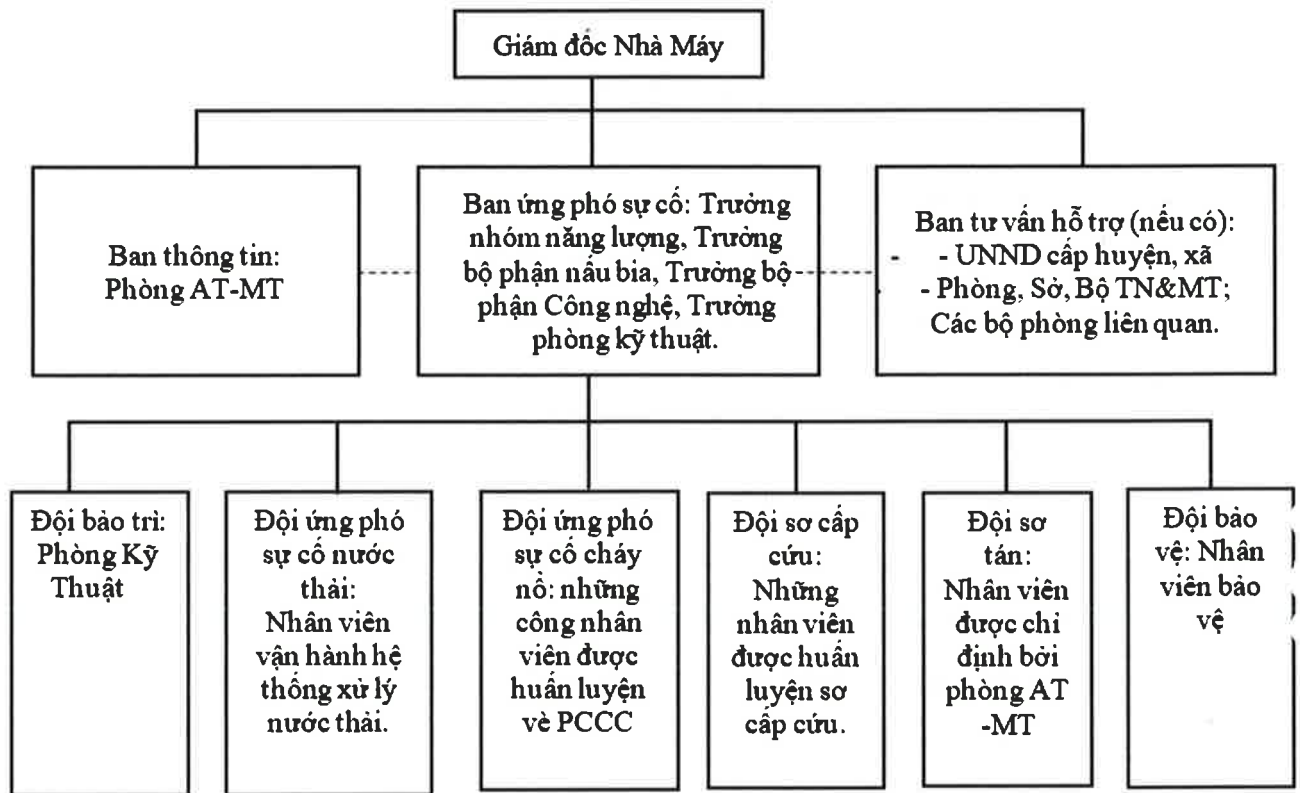 Giám đốc Nhà Máy
Ban thông tin:
Phòng AT-MT
Ban ứng phó sự cố: Trưởng
nhóm năng lượng, Trưởng
bộ phận nấu bia, Trưởng bộ
phận Công nghệ, Trưởng
phòng kỹ thuật.
Ban tư vấn hỗ trợ (nếu có):
- - UNND cấp huyện, xã
- Phòng, Sở, Bộ TN&MT;
Các bộ phòng liên quan.
Đội bảo trì:
Phòng Kỹ
Thuật
Đội ứng phó
sự cố nước
thải:
Nhân viên
vận hành hệ
thống xử lý
nước thải.
Đội ứng phó
sự cố cháy
nổ: những
công nhân
viên được
huấn luyện
vè PCCC
Đội sơ cấp
cứu:
Những
nhân viên
được huấn
luyện sơ
cấp cứu.
Đội sơ
tán:
Nhân viên
được chỉ
định bởi
phòng AT
-MT
Đội bảo
vệ: Nhân
viên bảo
vệ